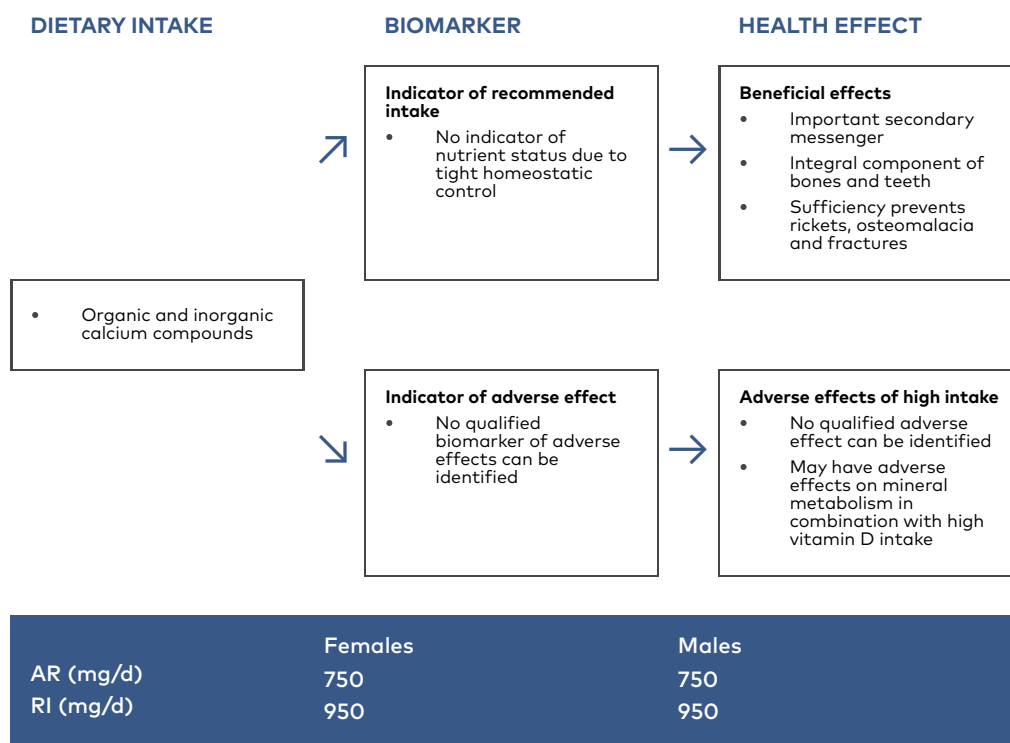 DIETARY INTAKE
BIOMARKER
HEALTH EFFECT
Indicator of recommended
intake
• No indicator of
nutrient status due to
tight homeostatic
control
Beneficial effects
• Important secondary
messenger
• Integral component of
bones and teeth
• Sufficiency prevents
rickets, osteomalacia
and fractures
• Organic and inorganic
calcium compounds
Indicator of adverse effect
• No qualified
biomarker of adverse
effects can be
identified
Adverse effects of high intake
• No qualified adverse
effect can be identified
• May have adverse
effects on mineral
metabolism in
combination with high
vitamin D intake
Females Males
AR (mg/d) 750 750
RI (mg/d) 950 950